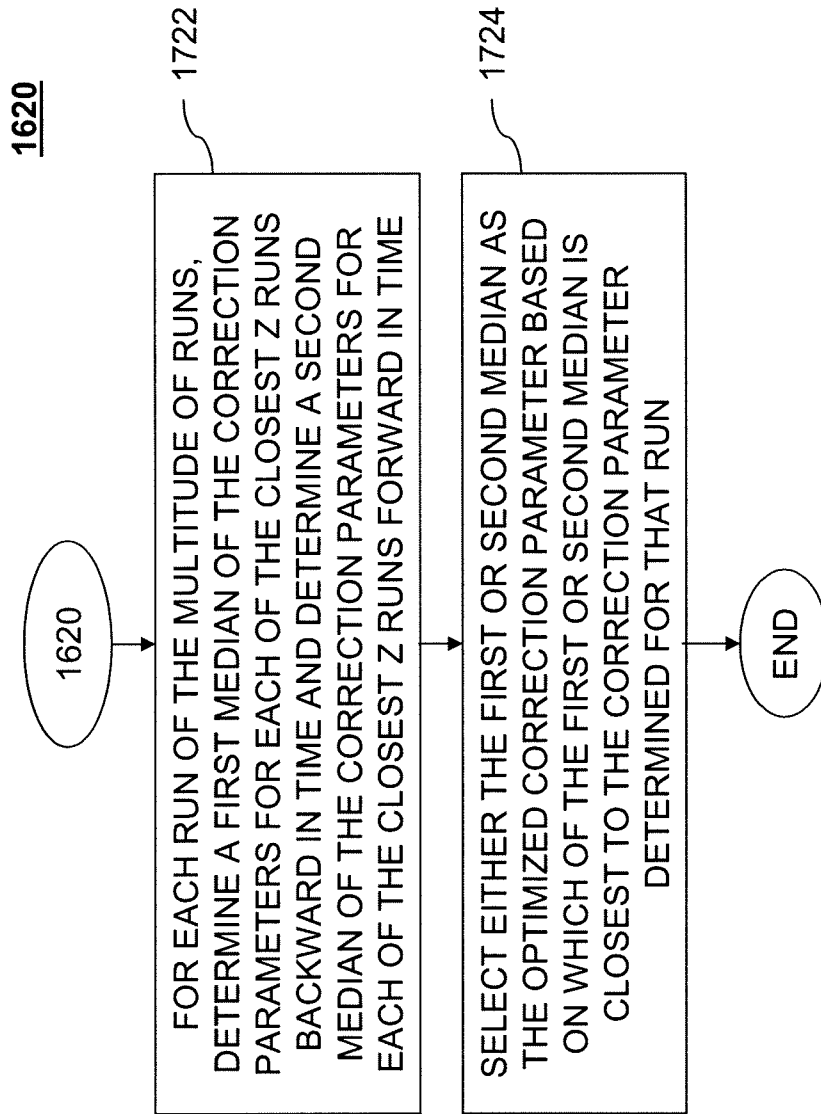 1620
1620
FOR EACH RUN OF THE MULTITUDE OF RUNS,
DETERMINE A FIRST MEDIAN OF THE CORRECTION
PARAMETERS FOR EACH OF THE CLOSEST Z RUNS
BACKWARD IN TIME AND DETERMINE A SECOND
MEDIAN OF THE CORRECTION PARAMETERS FOR
EACH OF THE CLOSEST Z RUNS FORWARD IN TIME
1722
SELECT EITHER THE FIRST OR SECOND MEDIAN AS
THE OPTIMIZED CORRECTION PARAMETER BASED
ON WHICH OF THE FIRST OR SECOND MEDIAN IS
CLOSEST TO THE CORRECTION PARAMETER
DETERMINED FOR THAT RUN
1724
END